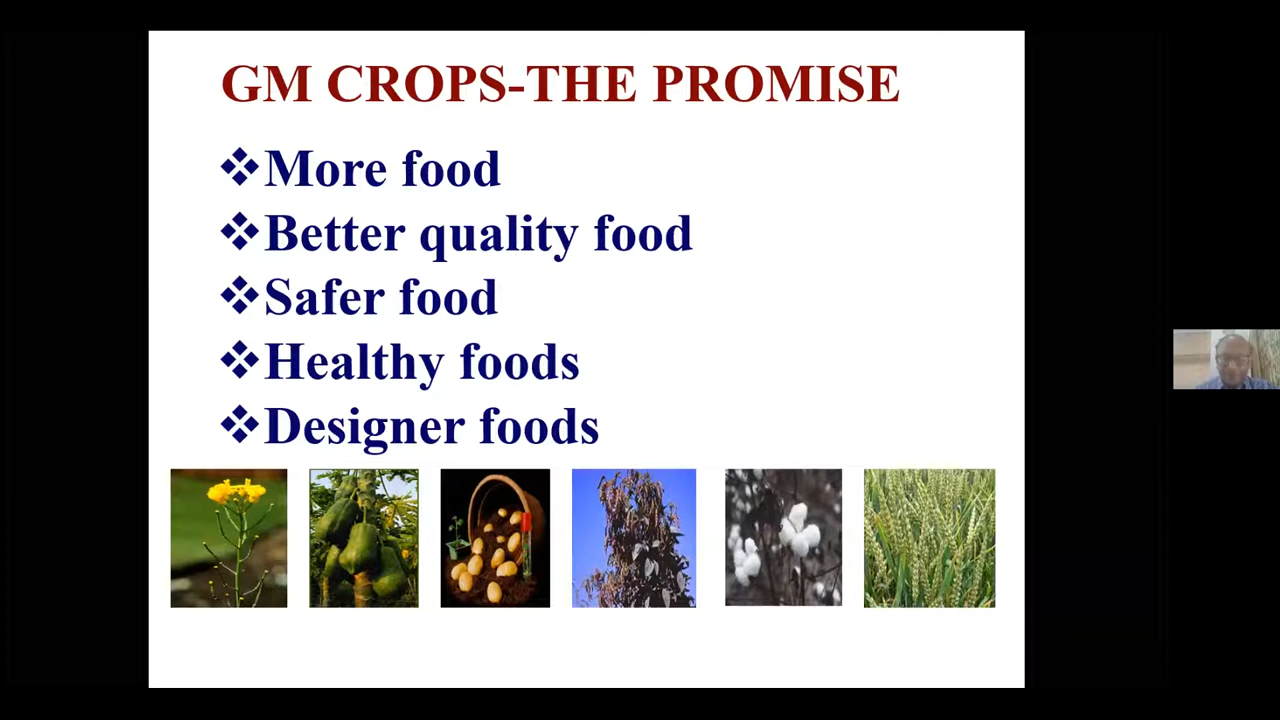 GM CROPS-THE PROMISE
❖More food
❖Better quality food
❖Safer food
❖Healthy foods
❖Designer foods